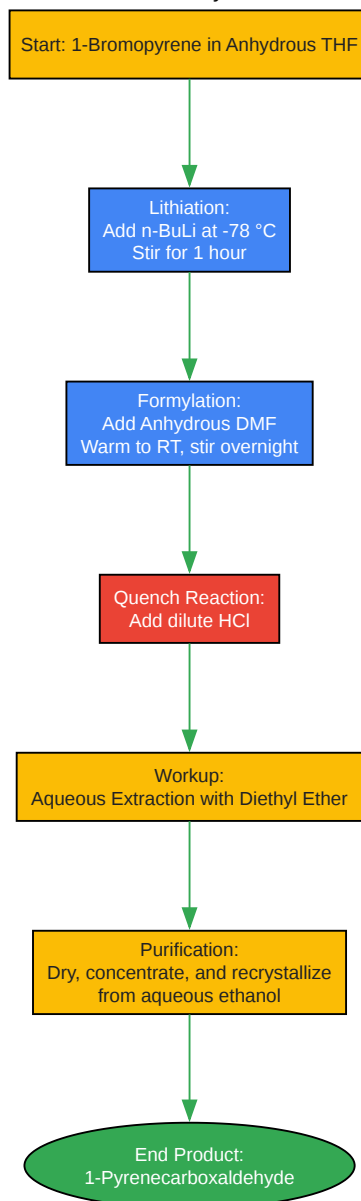 Start: 1-Bromopyrene in Anhydrous THF
Lithiation:
Add n-BuLi at -78 °C
Stir for 1 hour
Formylation:
Add Anhydrous DMF
Warm to RT, stir overnight
Quench Reaction:
Add dilute HCl
Workup:
Aqueous Extraction with Diethyl Ether
Purification:
Dry, concentrate, and recrystallize
from aqueous ethanol
End Product:
1-Pyrenecarboxaldehyde